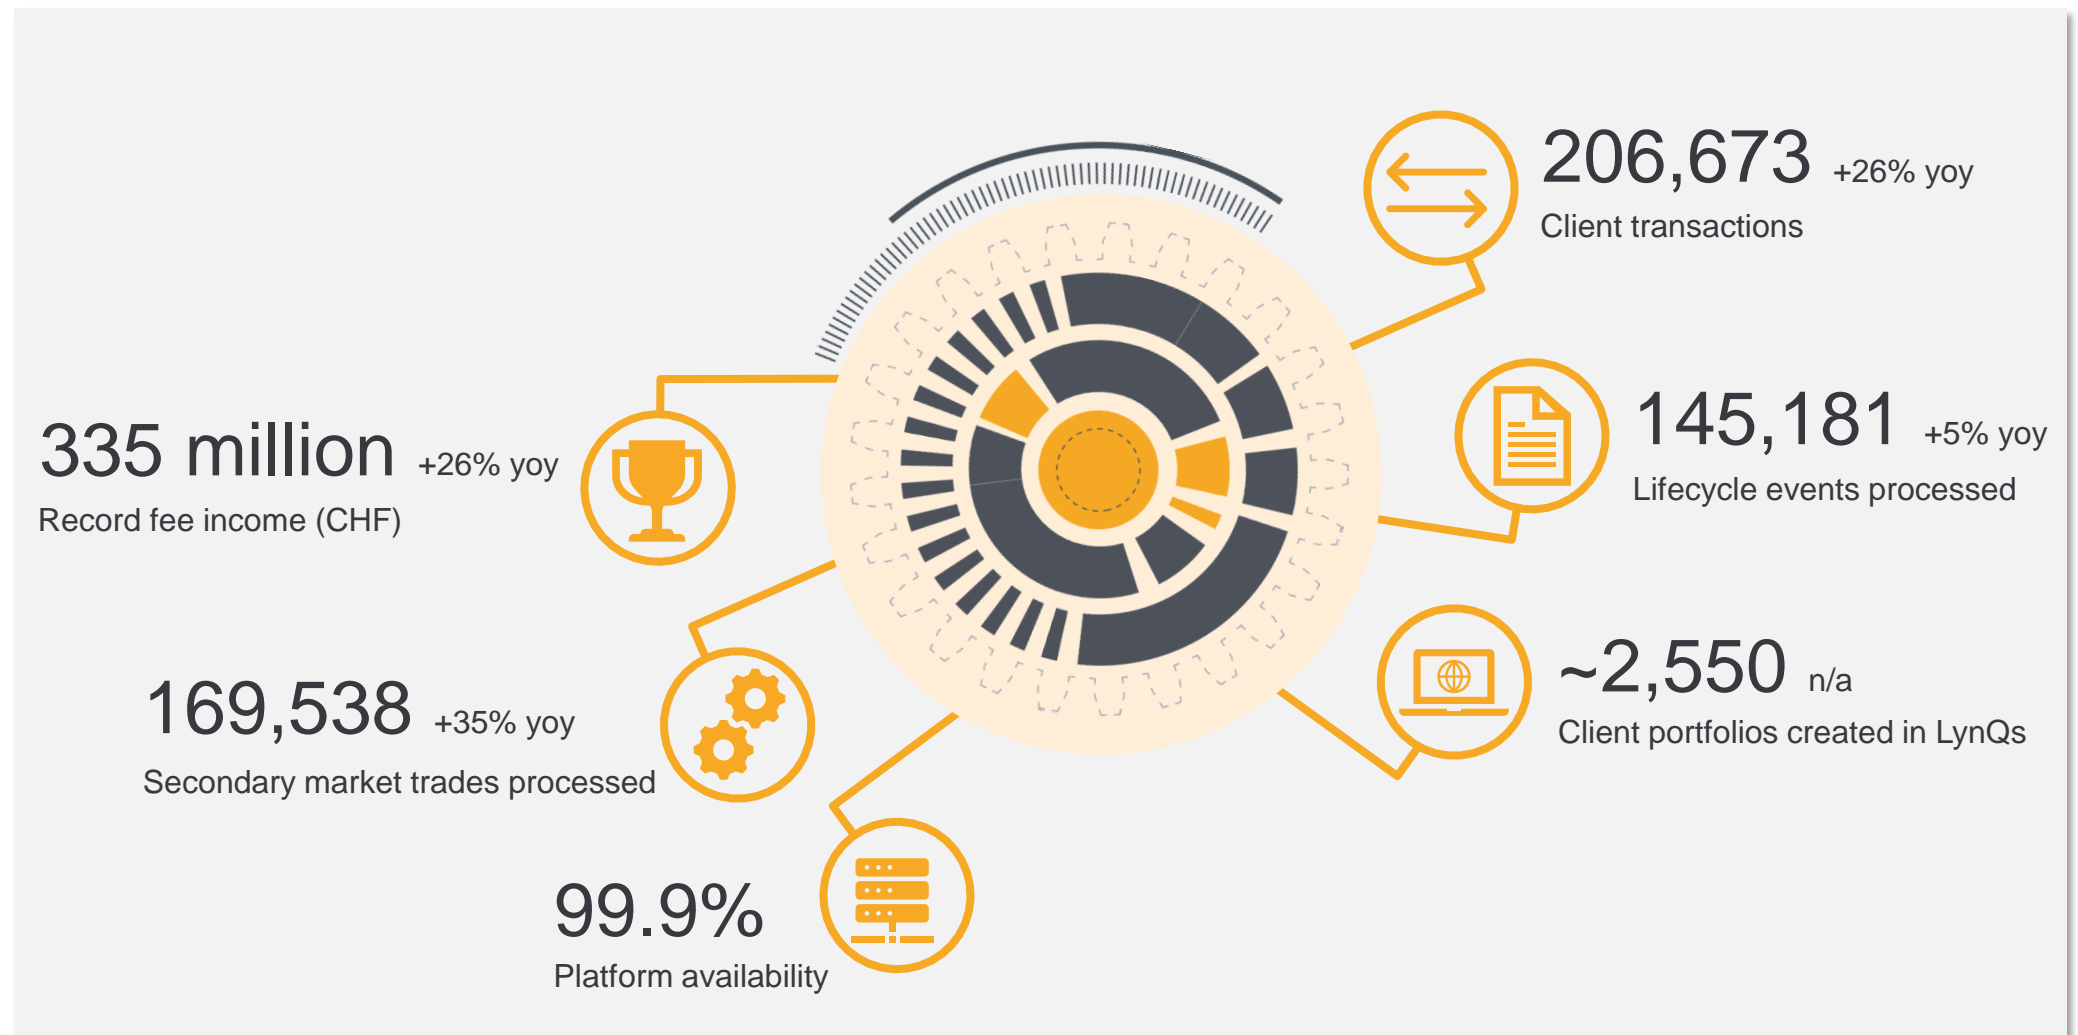 206,673 +26% yoy
Client transactions
335 million +26% yoy
Record fee income (CHF)
145,181 +5% yoy
Lifecycle events processed
169,538 +35% yoy
Secondary market trades processed
~2,550 n/a
Client portfolios created in LynQs
99.9%
Platform availability